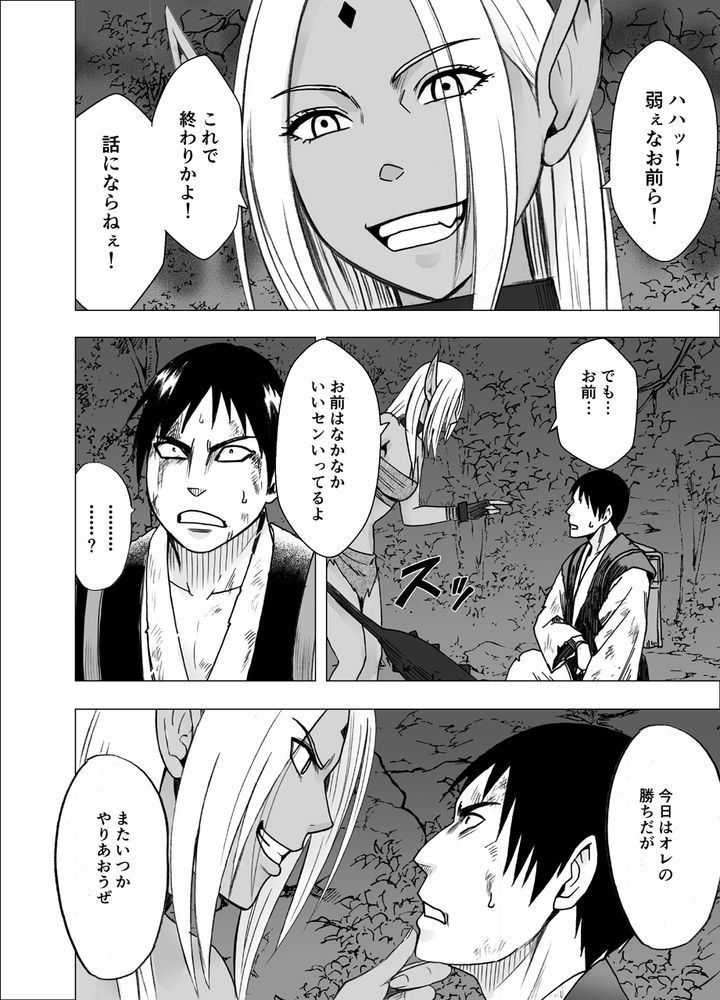 ハハッ！
弱ぇなお前ら！
これで
終わりかよ！
話にならねぇ！
でも…
お前…
スッ
お前はなかなか
いいセンいってるよ
………
………？
今日はオレの
勝ちだが
またいつか
やりあおうぜ